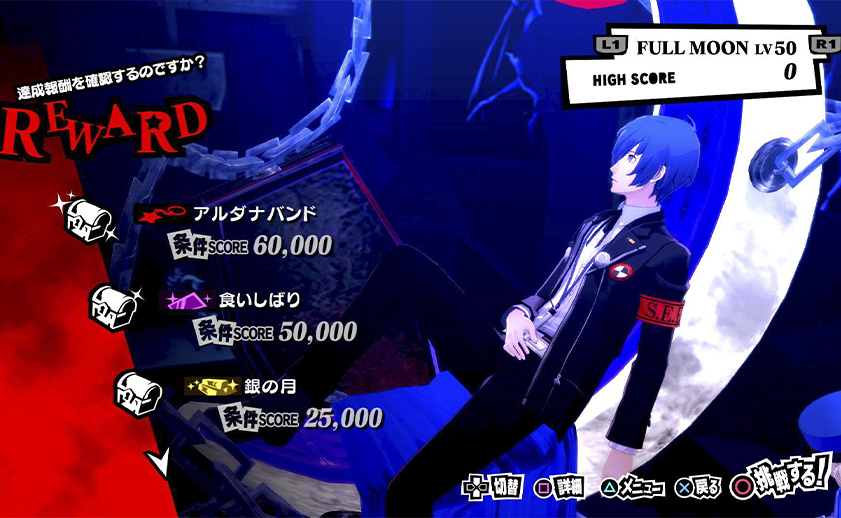 L1 FULL MOON LV 50 R1
HIGH SCORE 0
達成報酬を確認するのですか?
REWARD
アルダナバンド
条件SCORE 60,000
食いしばり
条件SCORE 50,000
銀の月
条件SCORE 25,000
S.E.E
切替 詳細 メニュー 戻る 挑戦する!